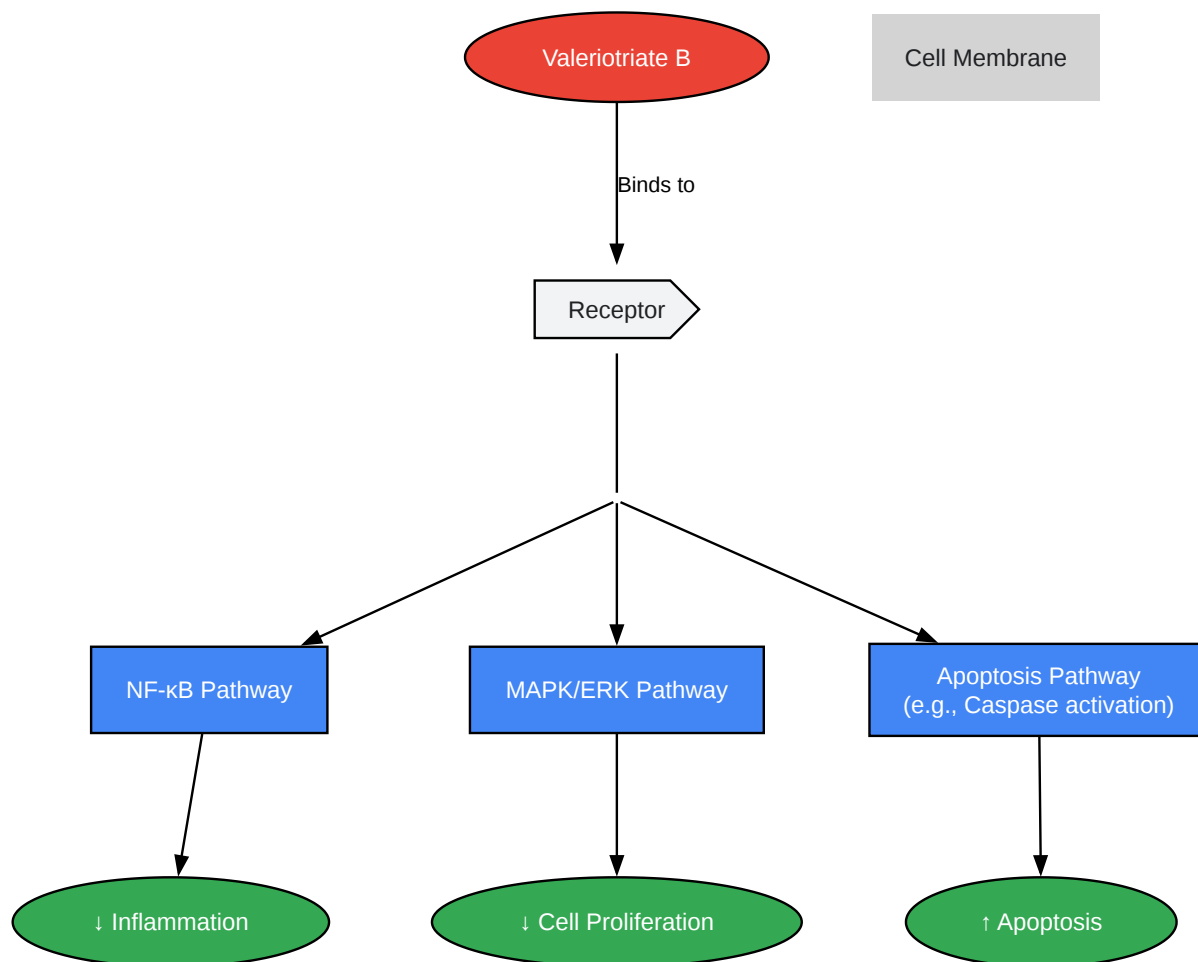 Valeriotriate B
Cell Membrane
Binds to
Receptor
NF-κB Pathway
MAPK/ERK Pathway
Apoptosis Pathway
(e.g., Caspase activation)
↓ Inflammation
↓ Cell Proliferation
↑ Apoptosis